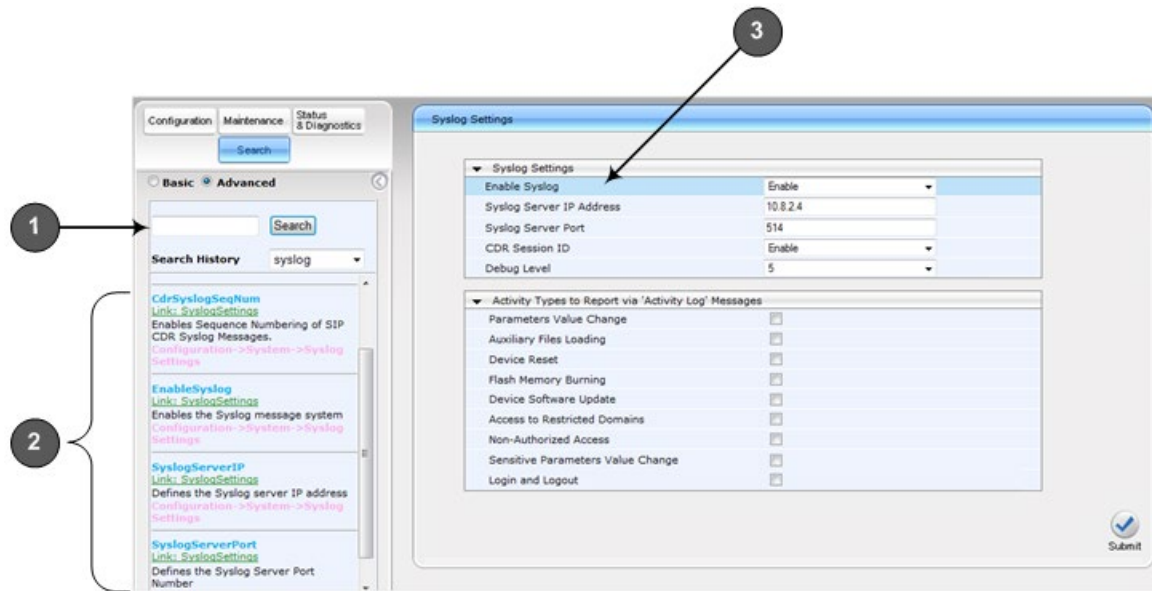 3
Configuration Maintenance Status & Diagnostics
Search
Basic Advanced
1
Search
Search History syslog
CdrSyslogSeqNum
Link: SyslogSettings
Enables Sequence Numbering of SIP
CDR Syslog Messages.
Configuration->System->Syslog
Settings
2
EnableSyslog
Link: SyslogSettings
Enables the Syslog message system
Configuration->System->Syslog
Settings
SyslogServerIP
Link: SyslogSettings
Defines the Syslog server IP address
Configuration->System->Syslog
Settings
SyslogServerPort
Link: SyslogSettings
Defines the Syslog Server Port
Number
Syslog Settings
Syslog Settings
Enable Syslog Enable
Syslog Server IP Address 10.8.2.4
Syslog Server Port 514
CDR Session ID Enable
Debug Level 5
Activity Types to Report via 'Activity Log' Messages
Parameters Value Change
Auxiliary Files Loading
Device Reset
Flash Memory Burning
Device Software Update
Access to Restricted Domains
Non-Authorized Access
Sensitive Parameters Value Change
Login and Logout
Submit